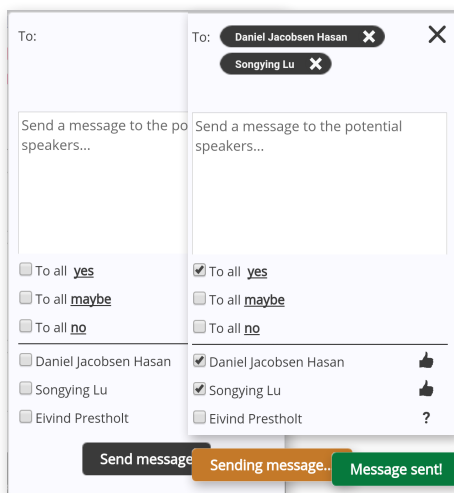 To:
Send a message to the po
speakers...
To all yes
To all maybe
To all no
Daniel Jacobsen Hasan
Songying Lu
Eivind Prestholt
Send message
To: Daniel Jacobsen Hasan
Songying Lu
Send a message to the potential
speakers...
To all yes
To all maybe
To all no
Daniel Jacobsen Hasan
Songying Lu
Eivind Prestholt ?
Sending message..
Message sent!